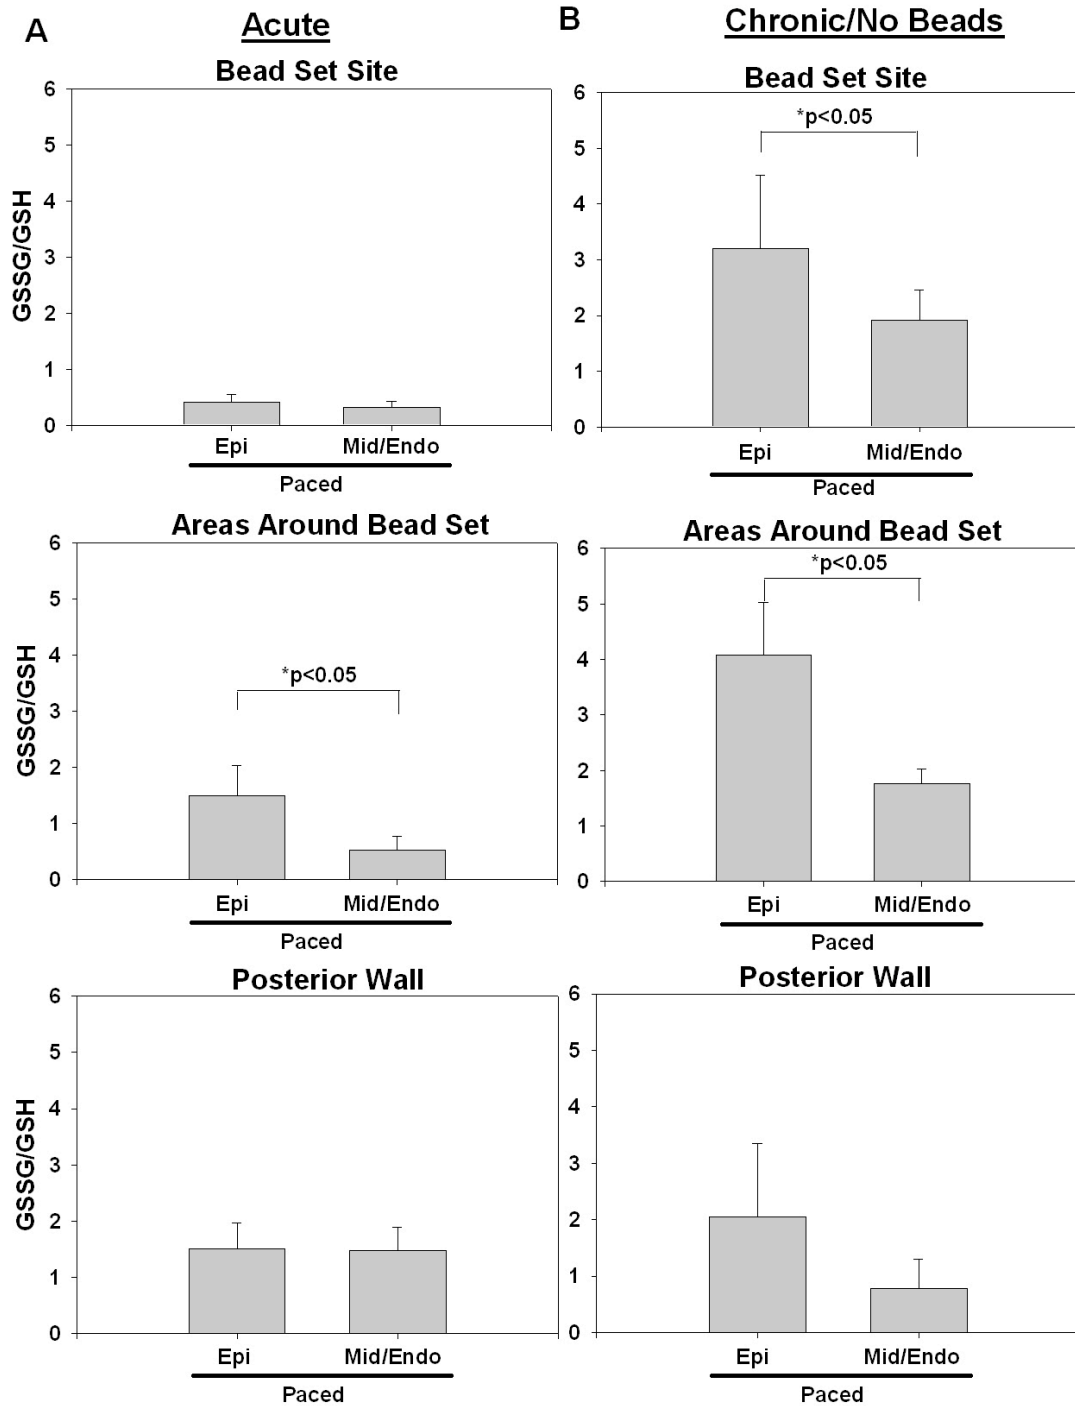 A
Acute
Bead Set Site
6
5
4
3
2
1
0
GSSG/GSH
Epi
Mid/Endo
Paced
Areas Around Bead Set
6
5
4
3
2
1
0
GSSG/GSH
*p<0.05
Epi
Mid/Endo
Paced
Posterior Wall
6
5
4
3
2
1
0
GSSG/GSH
Epi
Mid/Endo
Paced
B
Chronic/No Beads
Bead Set Site
6
5
4
3
2
1
0
*p<0.05
Epi
Mid/Endo
Paced
Areas Around Bead Set
6
5
4
3
2
1
0
*p<0.05
Epi
Mid/Endo
Paced
Posterior Wall
6
5
4
3
2
1
0
Epi
Mid/Endo
Paced